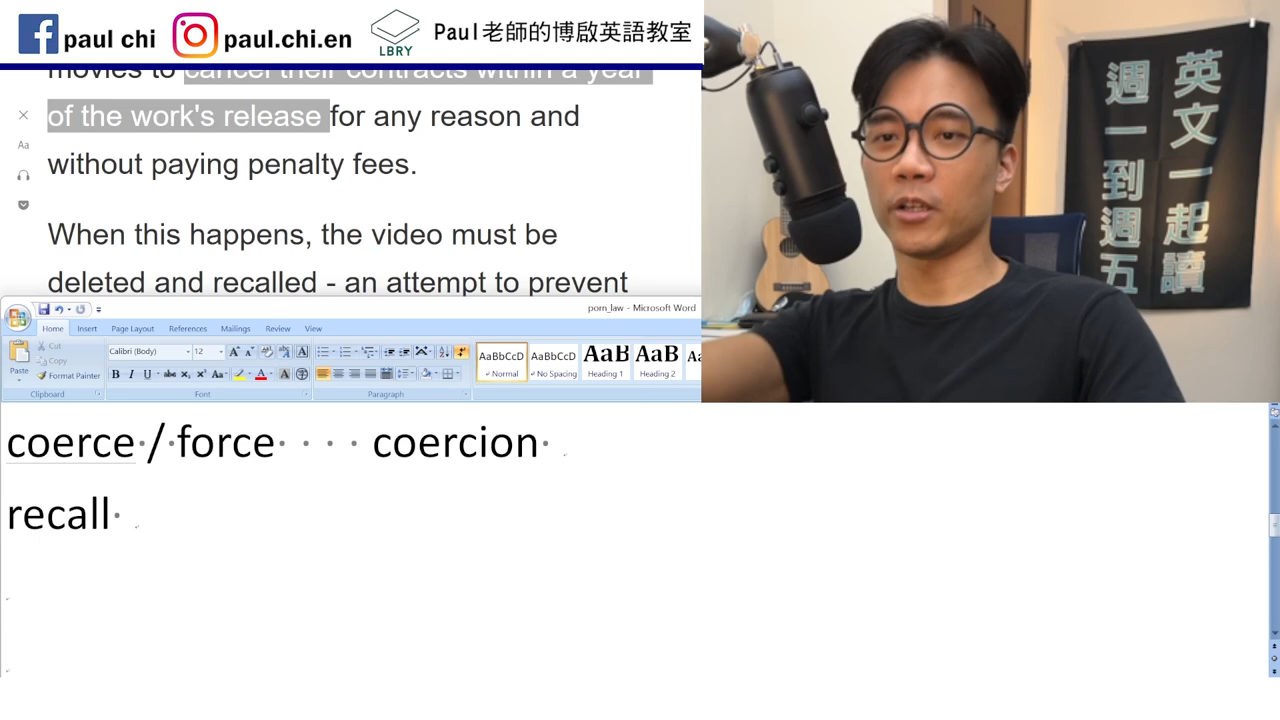 paul chi
paul.chi.en
LBRY
Paul老師的博啟英語教室
movies to cancel their contracts within a year
of the work's release for any reason and
without paying penalty fees.
When this happens, the video must be
deleted and recalled - an attempt to prevent
Aa
porn_law - Microsoft Word
Home Insert Page Layout References Mailings Review View
Paste
Cut
Copy
Format Painter
Clipboard
Calibri (Body) 12
Font
Paragraph
AaBbCcD AaBbCcD AaB AaB
Normal No Spacing Heading 1 Heading 2
coerce / force coercion
recall
英文一起讀
週一到週五